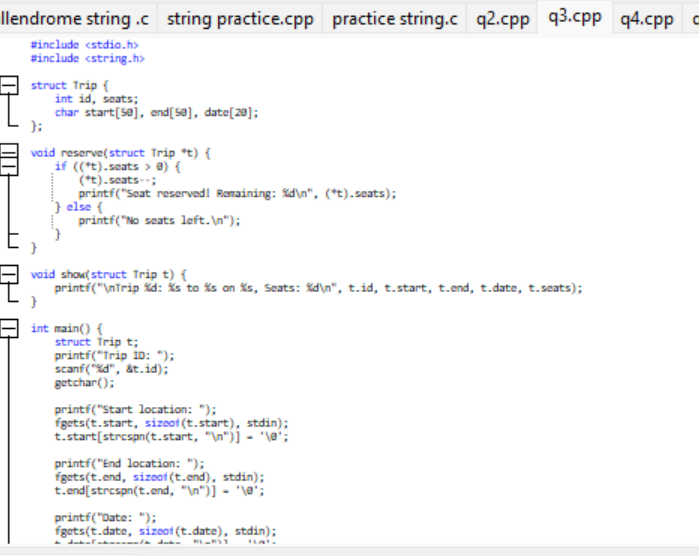 llendrome string .c string practice.cpp practice string.c q2.cpp q3.cpp q4.cpp
#include <stdio.h>
#include <string.h>
struct Trip {
int id, seats;
char start[50], end[50], date[20];
};
void reserve(struct Trip *t) {
if ((*t).seats > 0) {
(*t).seats--;
printf("Seat reserved! Remaining: %d\n", (*t).seats);
} else {
printf("No seats left.\n");
}
}
void show(struct Trip t) {
printf("\nTrip %d: %s to %s on %s, Seats: %d\n", t.id, t.start, t.end, t.date, t.seats);
}
int main() {
struct Trip t;
printf("Trip ID: ");
scanf("%d", &t.id);
getchar();
printf("Start location: ");
fgets(t.start, sizeof(t.start), stdin);
t.start[strcspn(t.start, "\n")] = '\0';
printf("End location: ");
fgets(t.end, sizeof(t.end), stdin);
t.end[strcspn(t.end, "\n")] = '\0';
printf("Date: ");
fgets(t.date, sizeof(t.date), stdin);